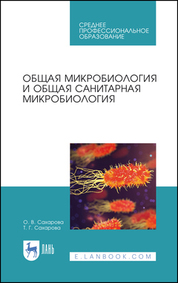 СРЕДНЕЕ
ПРОФЕССИОНАЛЬНОЕ
ОБРАЗОВАНИЕ
ОБЩАЯ МИКРОБИОЛОГИЯ
И ОБЩАЯ САНИТАРНАЯ
МИКРОБИОЛОГИЯ
О. В. Сахарова
Т. Г. Сахарова
ЛАНЬ
E.LANBOOK.COM